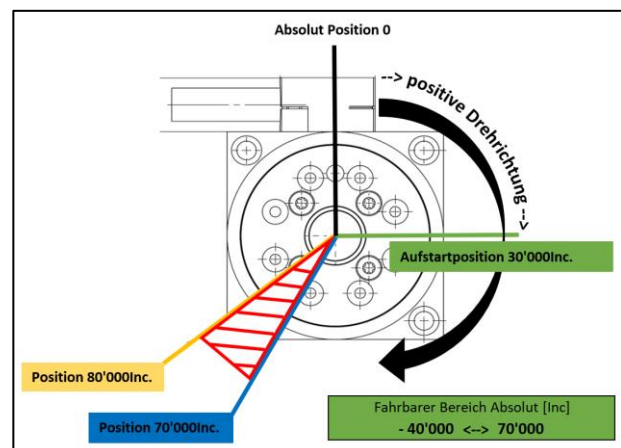 Absolut Position 0
--> positive Drehrichtung -->
Aufstartposition 30'000Inc.
Position 80'000Inc.
Position 70'000Inc.
Fahrbarer Bereich Absolut [Inc]
- 40'000 <--> 70'000